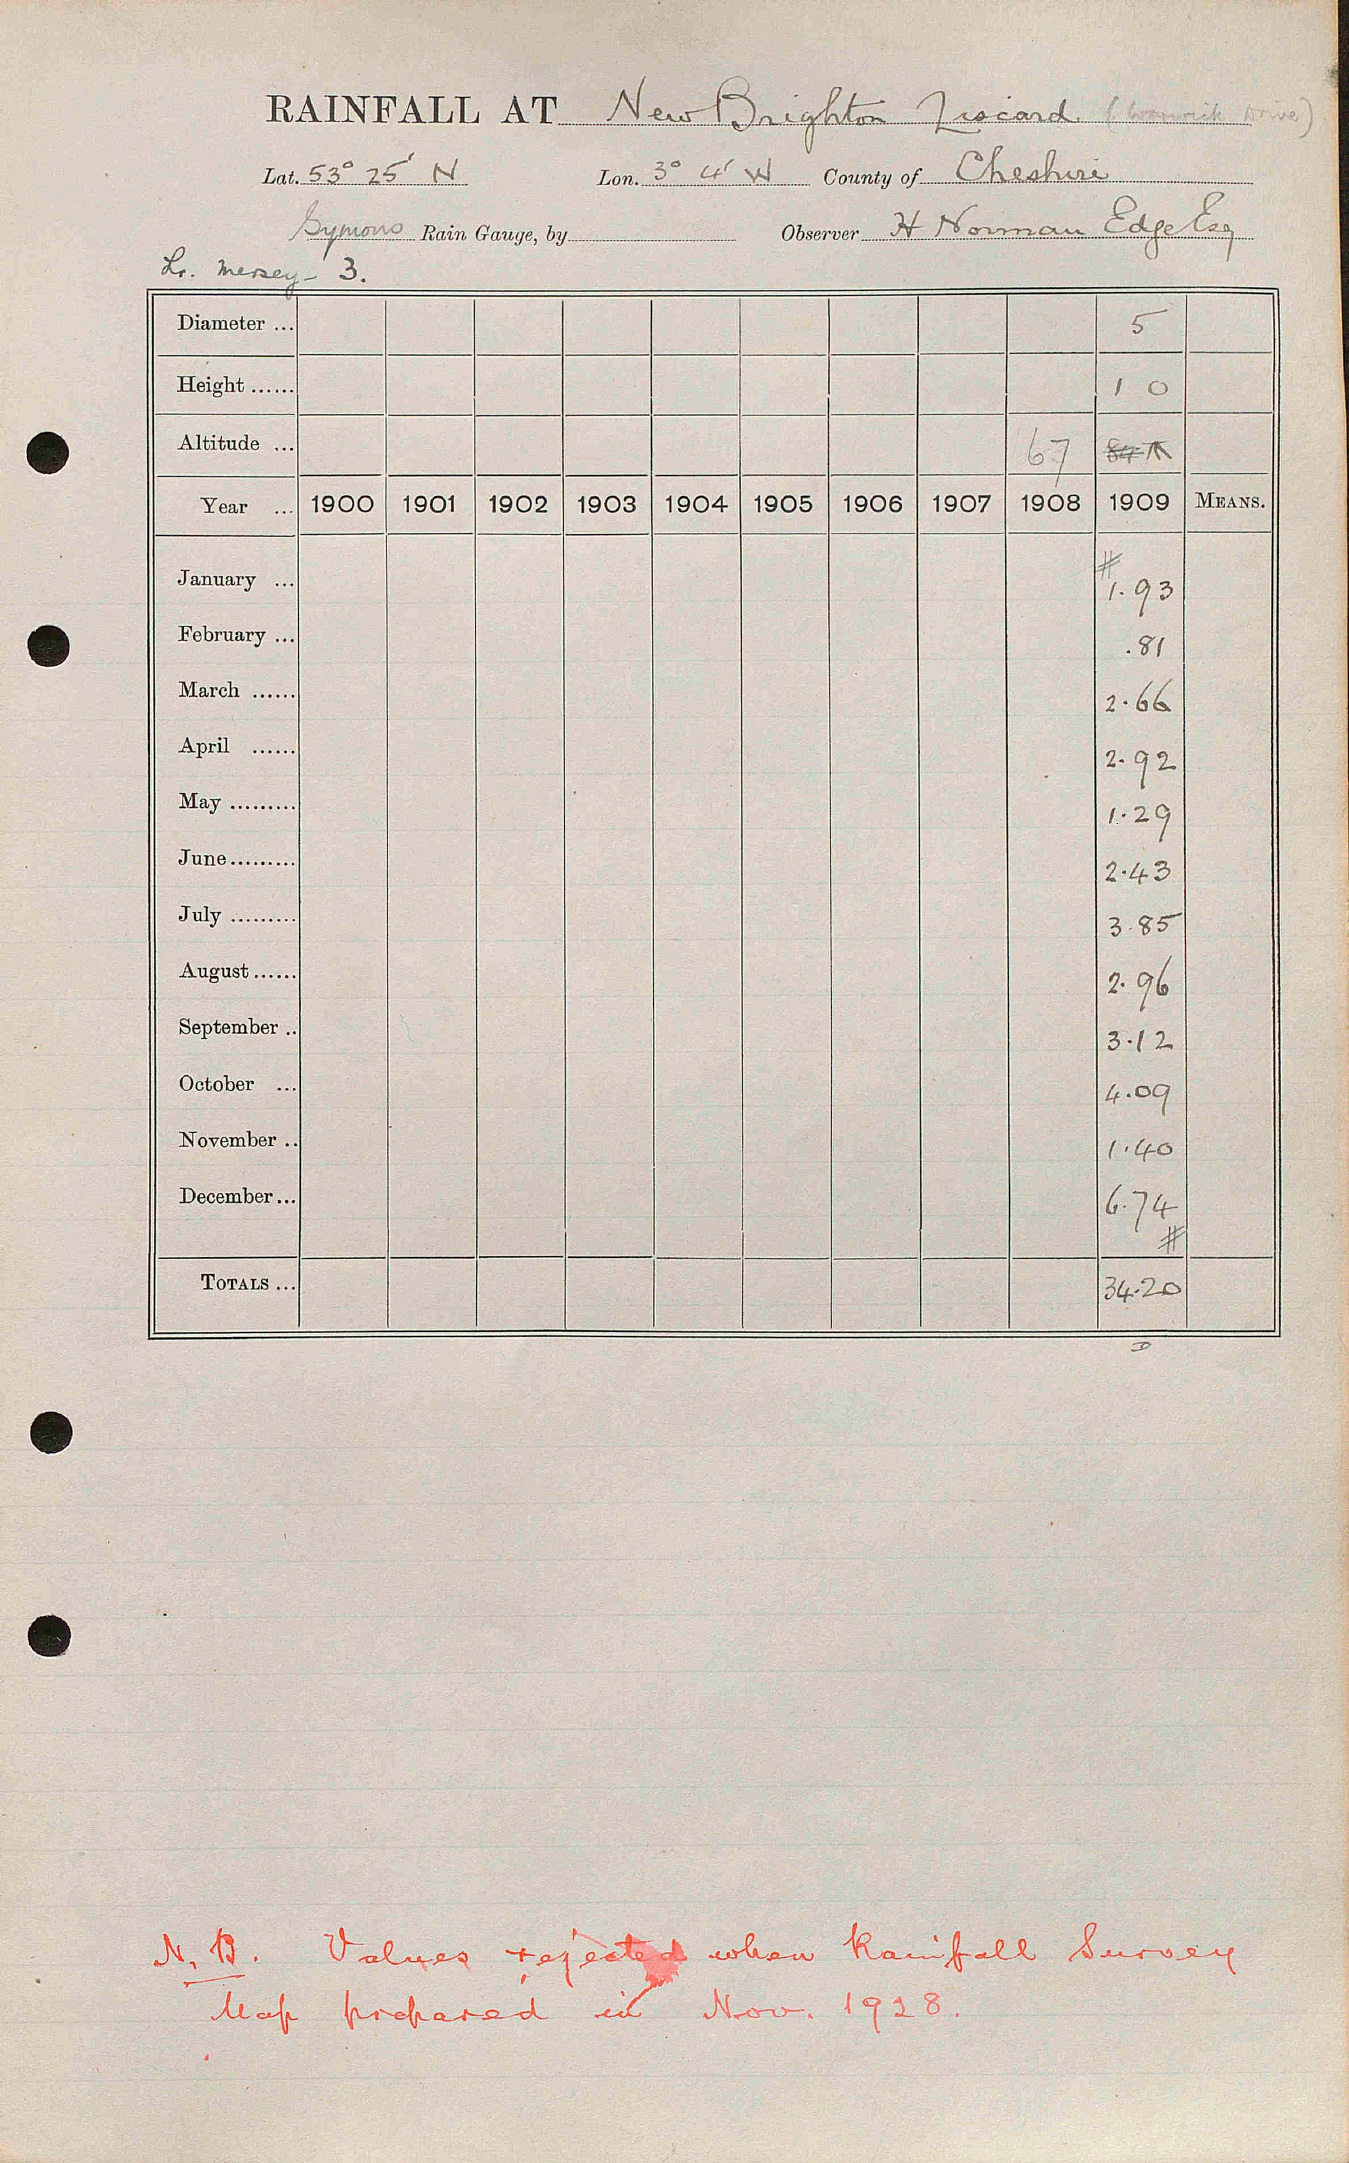 RAINFALL AT New Brighton Liscard (Warwick Drive)
Lat. 53° 25' N Lon. 3° 4' W County of Cheshire
Symons Rain Gauge, by Observer H Norman Edge Esq
Lr. Mersey - 3.
Diameter ... 5
Height ...... 1 0
Altitude ... 67
Year ... 1900 1901 1902 1903 1904 1905 1906 1907 1908 1909 MEANS.
#
January ... 1.93
February ... .81
March ...... 2.66
April ...... 2.92
May ......... 1.29
June ......... 2.43
July ......... 3.85
August ...... 2.96
September .. 3.12
October ... 4.09
November .. 1.40
December ... 6.74
#
TOTALS ... 34.20
D
N.B. Values rejected when Rainfall Survey
Map prepared in Nov. 1928.